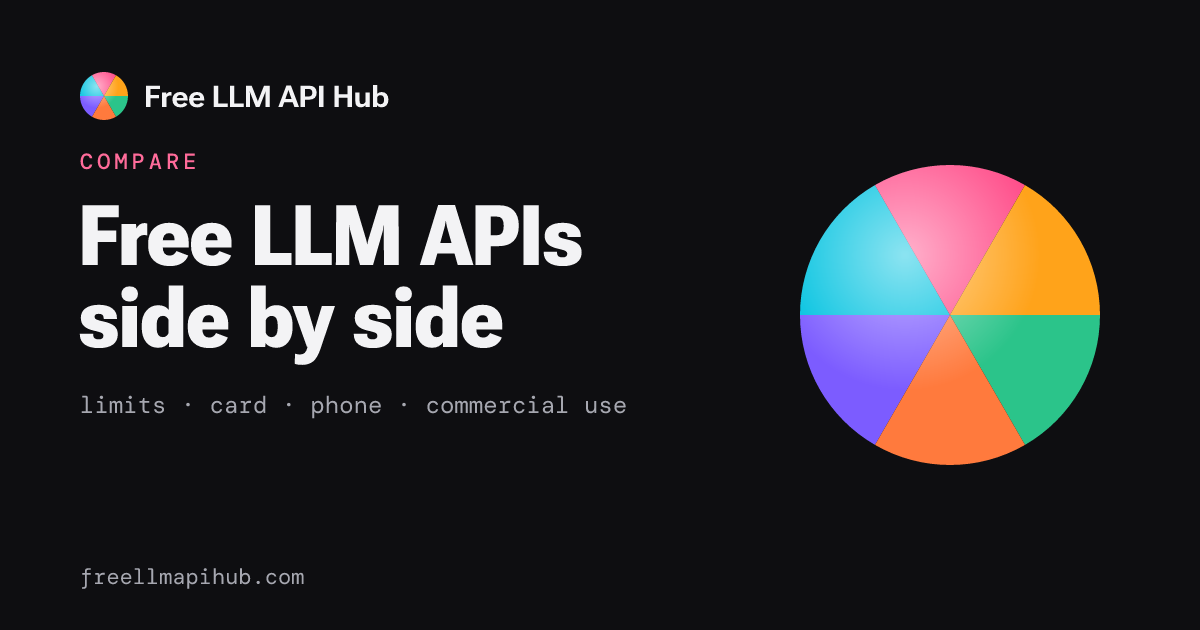 Free LLM API Hub
COMPARE
Free LLM APIs
side by side
limits · card · phone · commercial use
freellmapihub.com